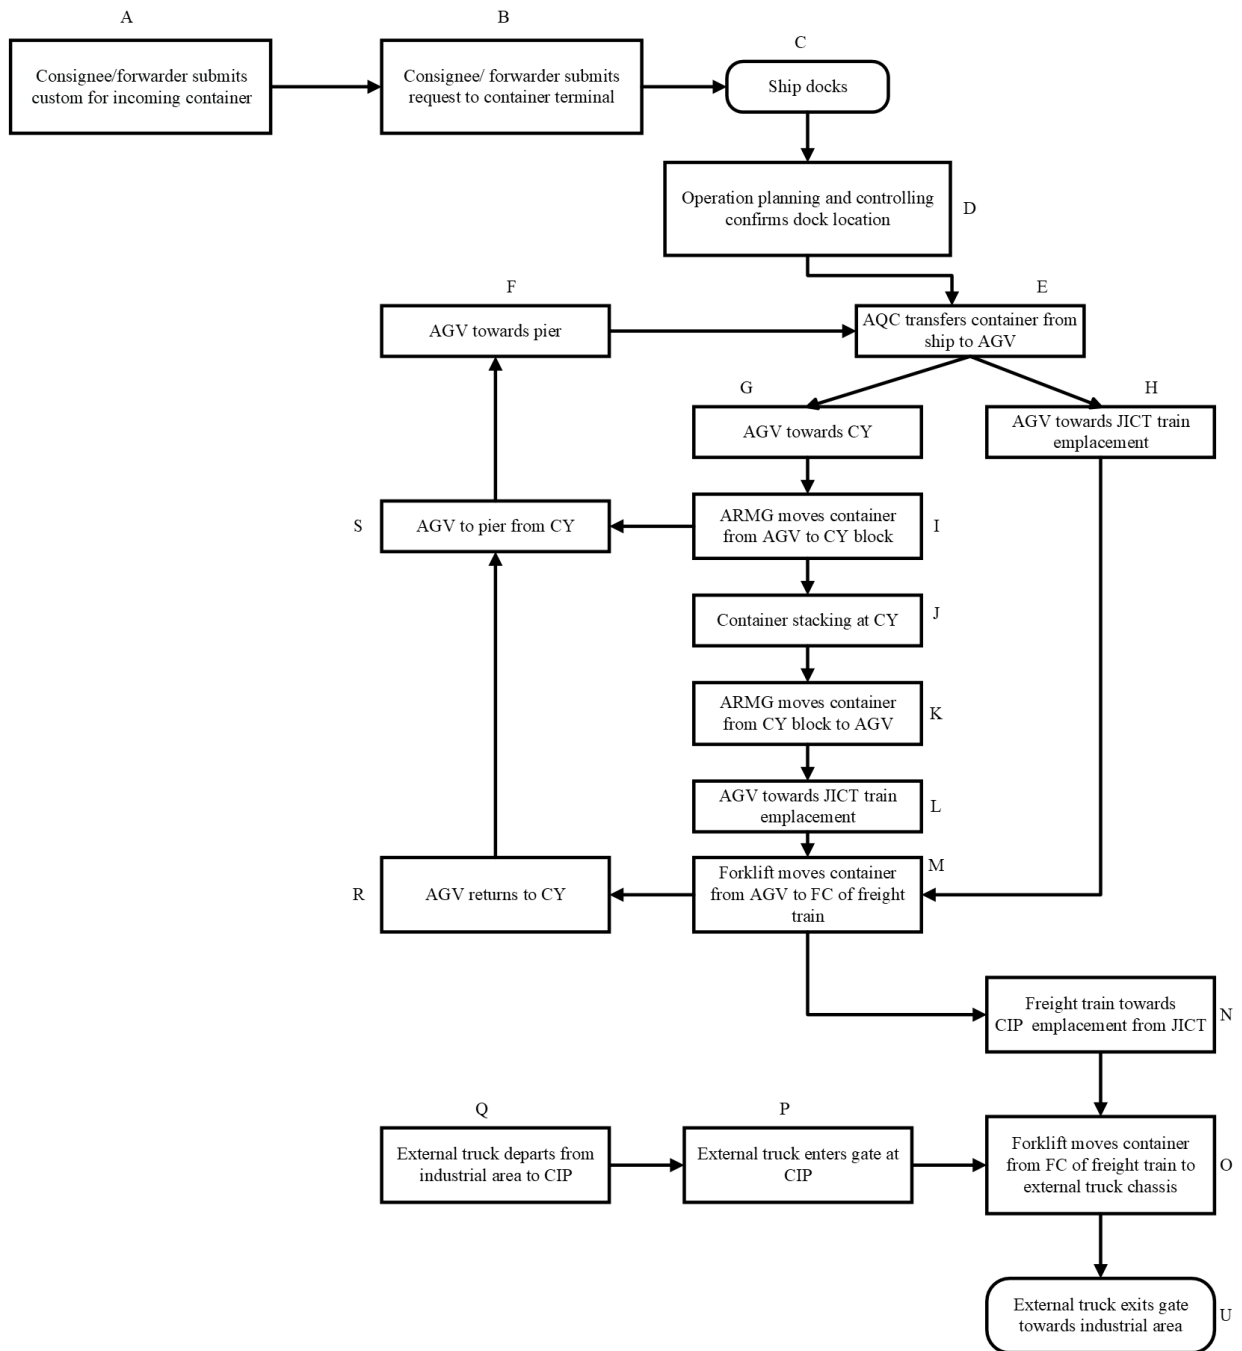 A
B
C
Consignee/forwarder submits
custom for incoming container
Consignee/ forwarder submits
request to container terminal
Ship docks
Operation planning and controlling
confirms dock location
D
F
E
AGV towards pier
AQC transfers container from
ship to AGV
G
H
AGV towards CY
AGV towards JICT train
emplacement
S
AGV to pier from CY
ARMG moves container
from AGV to CY block
I
Container stacking at CY
J
ARMG moves container
from CY block to AGV
K
AGV towards JICT train
emplacement
L
R
AGV returns to CY
Forklift moves container
from AGV to FC of freight
train
M
Freight train towards
CIP emplacement from JICT
N
Q
P
External truck departs from
industrial area to CIP
External truck enters gate at
CIP
Forklift moves container
from FC of freight train to
external truck chassis
O
External truck exits gate
towards industrial area
U